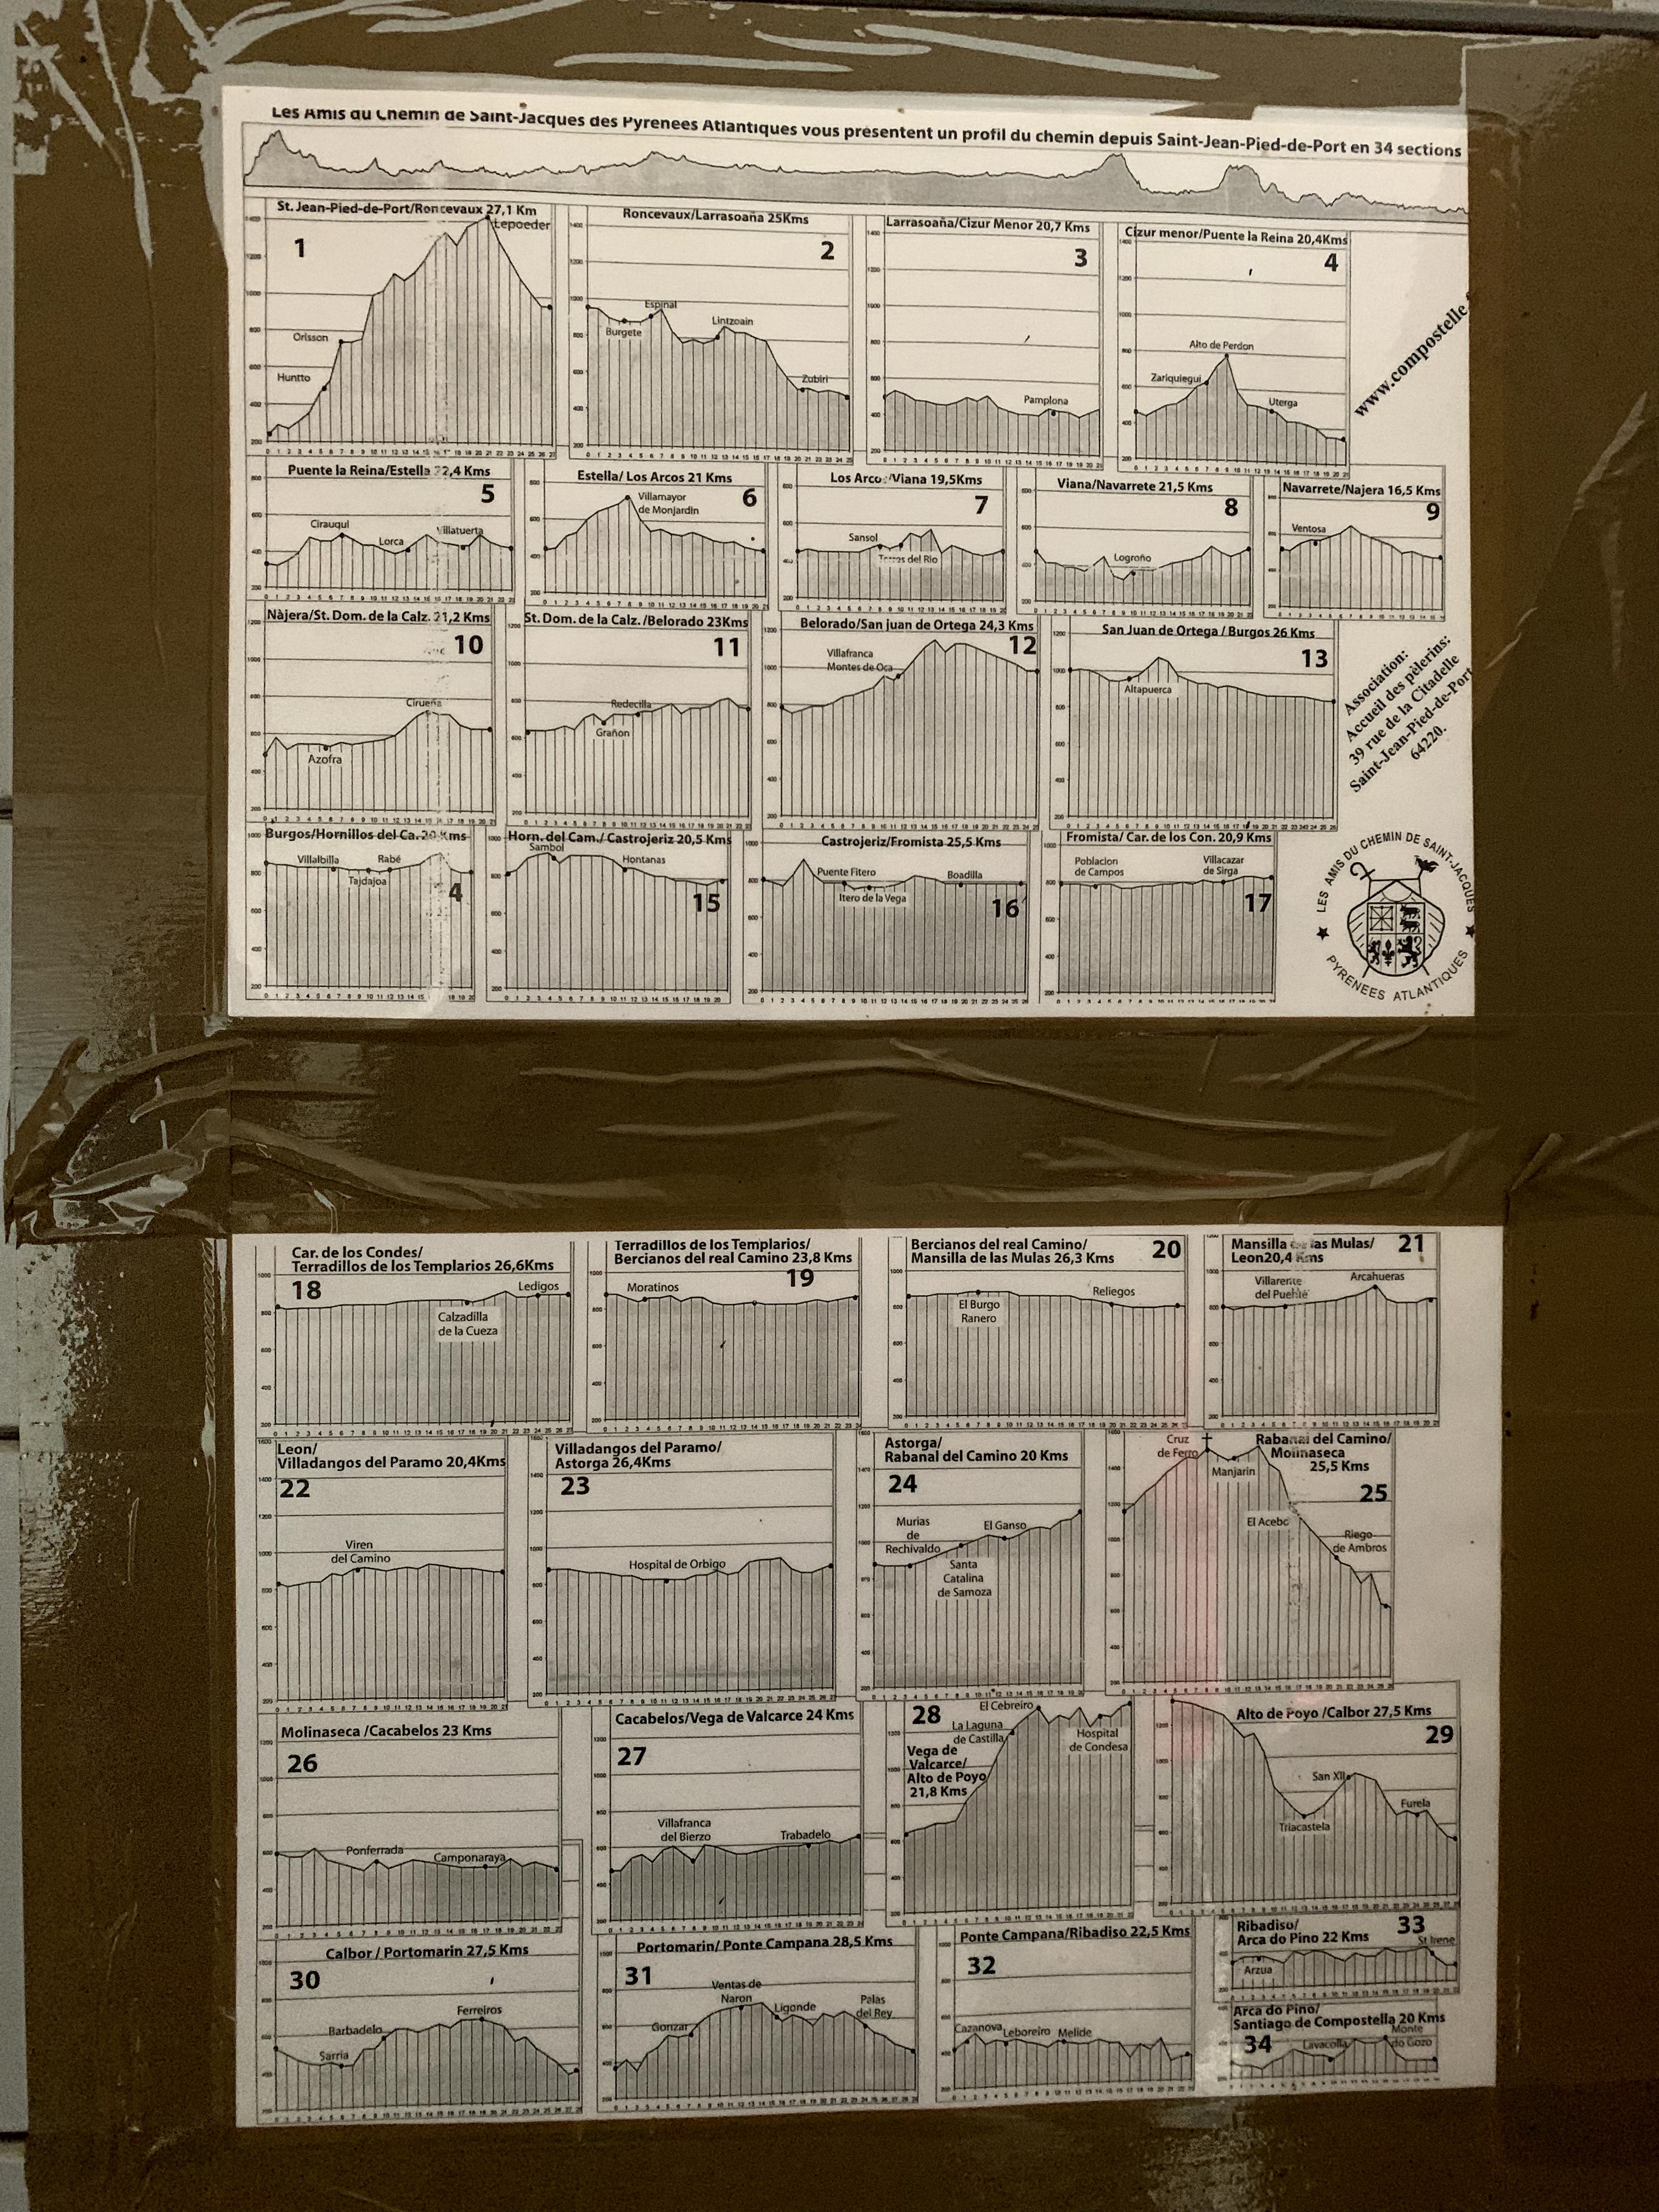 Les Amis du Chemin de Saint-Jacques des Pyrenees Atlantiques vous présentent un profil du chemin depuis Saint-Jean-Pied-de-Port en 34 sections
St. Jean-Pied-de-Port/Roncevaux 27,1 Km
1
Lepoeder
Orisson
Huntto
Roncevaux/Larrasoaña 25Kms
2
Espinal
Burgete
Lintzoain
Zubiri
Larrasoaña/Cizur Menor 20,7 Kms
3
Pamplona
Cizur menor/Puente la Reina 20,4Kms
4
Alto de Perdon
Zariquiegui
Uterga
www.compostelle.
Puente la Reina/Estella 22,4 Kms
5
Cirauqul
Lorca
Villatuerta
Estella/ Los Arcos 21 Kms
6
Villamayor
de Monjardin
Los Arcos/Viana 19,5Kms
7
Sansol
Torres del Rio
Viana/Navarrete 21,5 Kms
8
Logroño
Navarrete/Najera 16,5 Kms
9
Ventosa
Nàjera/St. Dom. de la Calz. 21,2 Kms
10
Cirueña
Azofra
St. Dom. de la Calz. /Belorado 23Kms
11
Redecilla
Grañon
Belorado/San juan de Ortega 24,3 Kms
12
Villafranca
Montes de Oca
San Juan de Ortega / Burgos 26 Kms
13
Altapuerca
Association:
Accueil des pèlerins:
39 rue de la Citadelle
Saint-Jean-Pied-de-Port
64220.
Burgos/Hornillos del Ca. 20 Kms
Villalbilla
Rabé
Tajdajoa
4
Horn. del Cam./ Castrojeriz 20,5 Kms
Sambol
Hontanas
15
Castrojeriz/Fromista 25,5 Kms
Puente Fitero
Boadilla
Itero de la Vega
16
Fromista/ Car. de los Con. 20,9 Kms
Poblacion
de Campos
Villacazar
de Sirga
17
LES AMIS DU CHEMIN DE SAINT-JACQUES
PYRENEES ATLANTIQUES
Car. de los Condes/
Terradillos de los Templarios 26,6Kms
18
Ledigos
Calzadilla
de la Cueza
Terradillos de los Templarios/
Bercianos del real Camino 23,8 Kms
19
Moratinos
Bercianos del real Camino/
Mansilla de las Mulas 26,3 Kms
20
El Burgo
Ranero
Reliegos
Mansilla de las Mulas/
Leon20,4 Kms
21
Villarente
del Puente
Arcahueras
Leon/
Villadangos del Paramo 20,4Kms
22
Viren
del Camino
Villadangos del Paramo/
Astorga 26,4Kms
23
Hospital de Orbigo
Astorga/
Rabanal del Camino 20 Kms
24
Murias
de
Rechivaldo
El Ganso
Santa
Catalina
de Samoza
Rabanal del Camino/
Molinaseca
25,5 Kms
25
Cruz
de Ferro
Manjarin
El Acebo
Riego
de Ambros
Molinaseca /Cacabelos 23 Kms
26
Ponferrada
Camponaraya
Cacabelos/Vega de Valcarce 24 Kms
27
Villafranca
del Bierzo
Trabadelo
28
Vega de
Valcarce/
Alto de Poyo
21,8 Kms
El Cebreiro
La Laguna
de Castilla
Hospital
de Condesa
Alto de Poyo /Calbor 27,5 Kms
29
San Xil
Triacastela
Furela
Calbor / Portomarin 27,5 Kms
30
Ferreiros
Barbadelo
Sarria
Portomarin/ Ponte Campana 28,5 Kms
31
Ventas de
Naron
Ligonde
Palas
del Rey
Gonzar
Ponte Campana/Ribadiso 22,5 Kms
32
Cazanova
Leboreiro
Melide
Ribadiso/
Arca do Pino 22 Kms
33
St Irene
Arzua
Arca do Pino/
Santiago de Compostella 20 Kms
34
Lavacolla
Monte
do Gozo